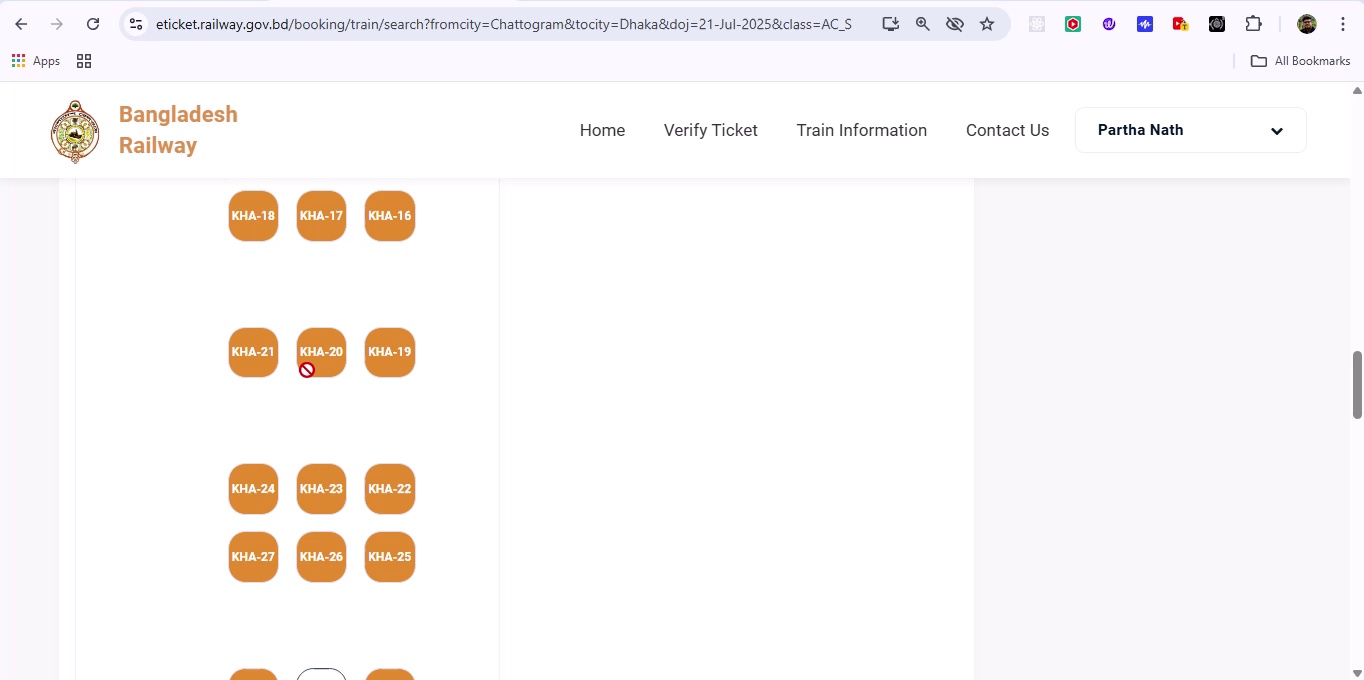 eticket.railway.gov.bd/booking/train/search?fromcity=Chattogram&tocity=Dhaka&doj=21-Jul-2025&class=AC_S
Apps
All Bookmarks
Bangladesh
Railway
Home
Verify Ticket
Train Information
Contact Us
Partha Nath
KHA-18 KHA-17 KHA-16
KHA-21 KHA-20 KHA-19
KHA-24 KHA-23 KHA-22
KHA-27 KHA-26 KHA-25